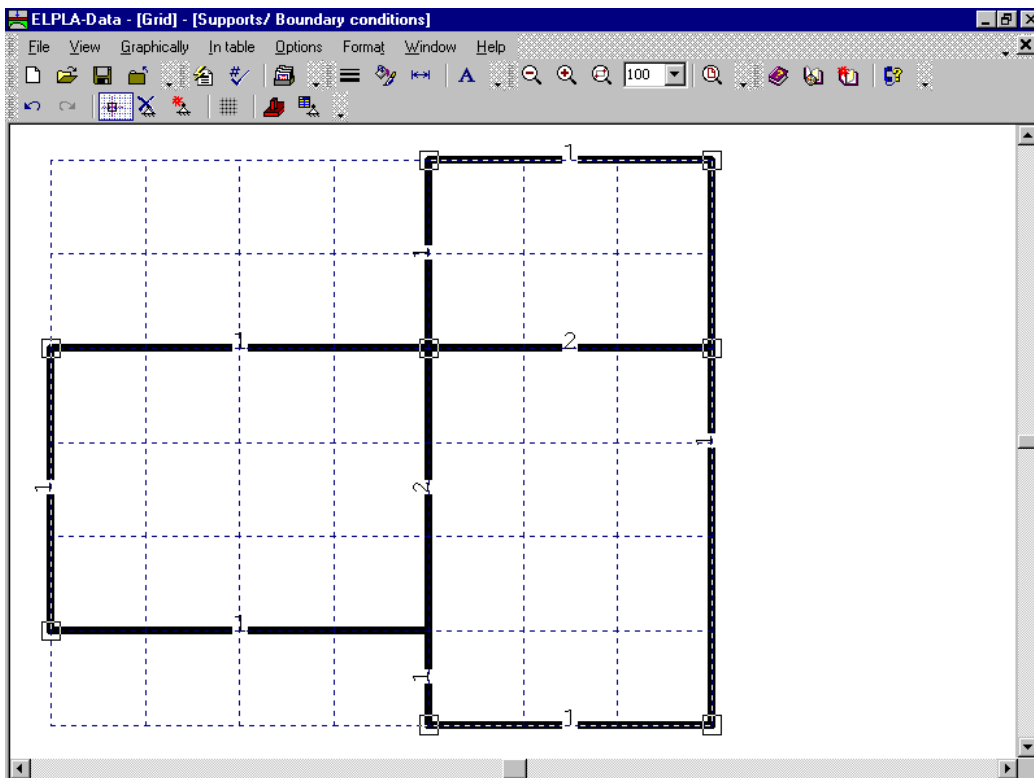 ELPLA-Data - [Grid] - [Supports/ Boundary conditions]
File View Graphically In table Options Format Window Help
A 100
1
1
1 2
1
1 2
1
1
1